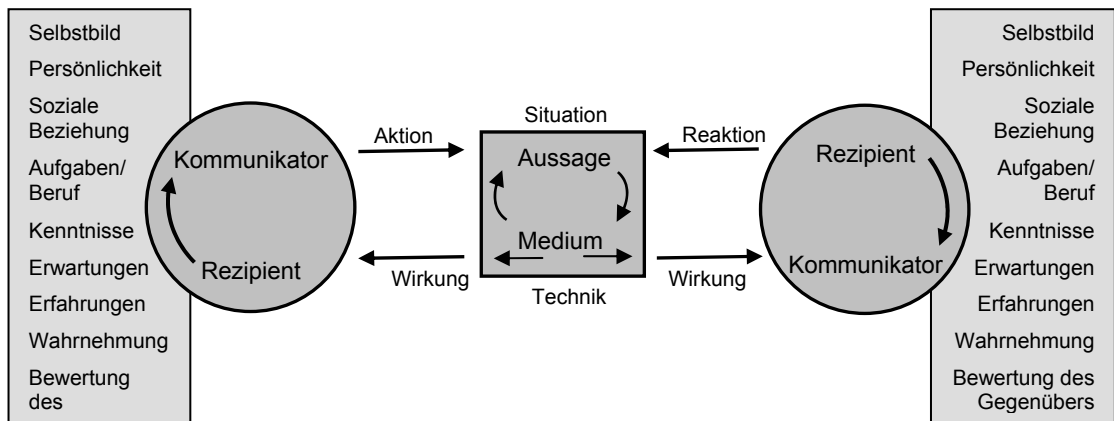 Selbstbild
Persönlichkeit
Soziale
Beziehung
Aufgaben/
Beruf
Kenntnisse
Erwartungen
Erfahrungen
Wahrnehmung
Bewertung
des
Kommunikator
Rezipient
Aktion
Wirkung
Situation
Aussage
Medium
Technik
Reaktion
Wirkung
Rezipient
Kommunikator
Selbstbild
Persönlichkeit
Soziale
Beziehung
Aufgaben/
Beruf
Kenntnisse
Erwartungen
Erfahrungen
Wahrnehmung
Bewertung des
Gegenübers